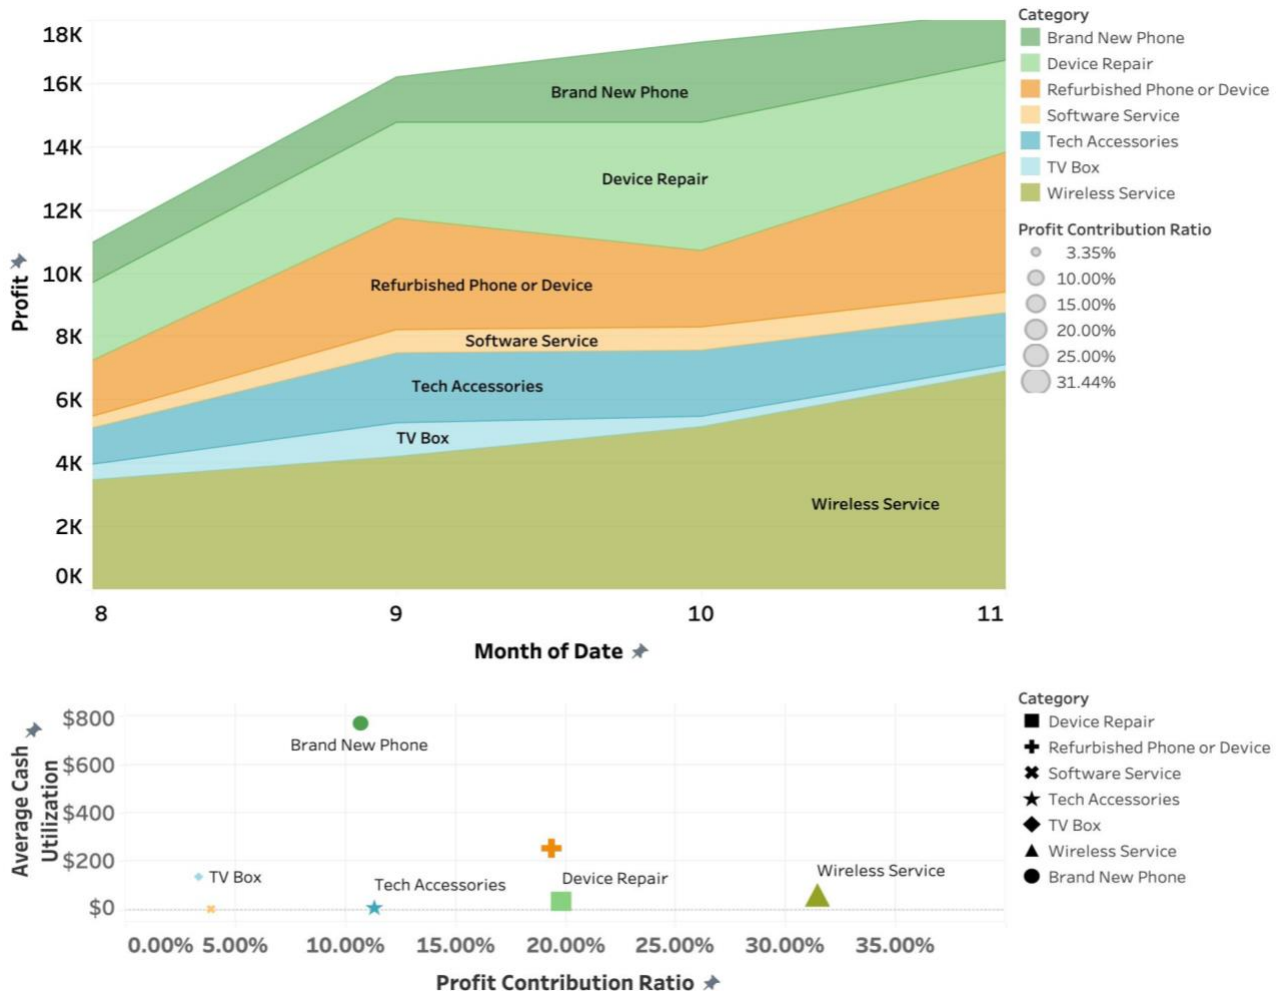 18K
16K
14K
12K
10K
8K
6K
4K
2K
0K
Profit
8 9 10 11
Month of Date
Brand New Phone
Device Repair
Refurbished Phone or Device
Software Service
Tech Accessories
TV Box
Wireless Service
Category
Brand New Phone
Device Repair
Refurbished Phone or Device
Software Service
Tech Accessories
TV Box
Wireless Service
Profit Contribution Ratio
3.35%
10.00%
15.00%
20.00%
25.00%
31.44%
Average Cash
Utilization
$800
$600
$400
$200
$0
Brand New Phone
TV Box
Tech Accessories
Device Repair
Wireless Service
0.00% 5.00% 10.00% 15.00% 20.00% 25.00% 30.00% 35.00%
Profit Contribution Ratio
Category
Device Repair
Refurbished Phone or Device
Software Service
Tech Accessories
TV Box
Wireless Service
Brand New Phone